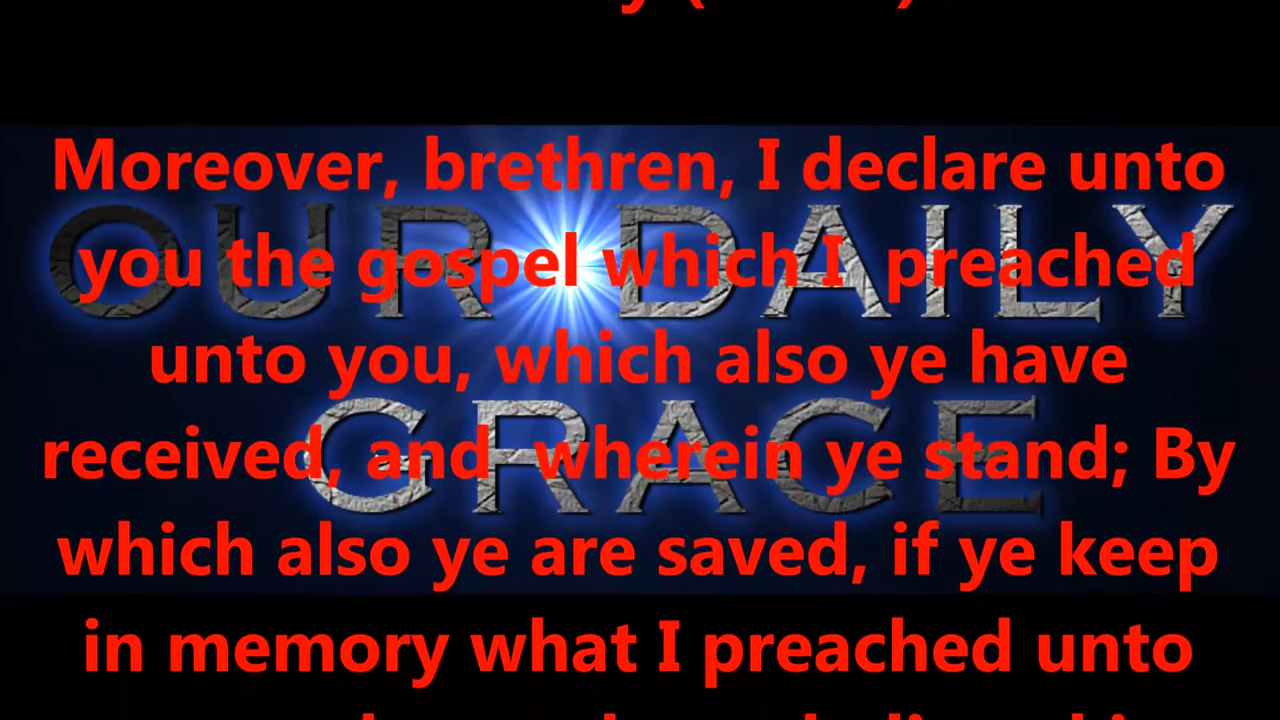 Moreover, brethren, I declare unto
OUR DAILY
you the gospel which I preached
unto you, which also ye have
GRACE
received, and wherein ye stand; By
which also ye are saved, if ye keep
in memory what I preached unto